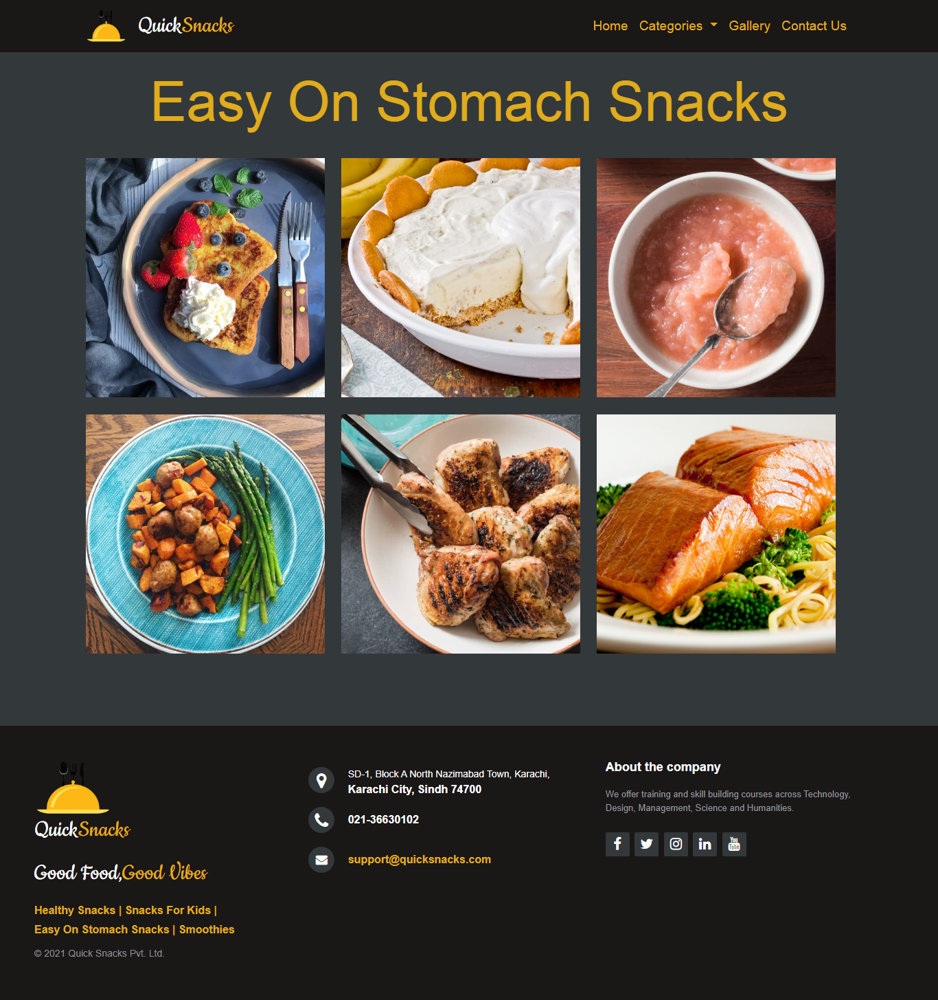 QuickSnacks
Home Categories Gallery Contact Us
Easy On Stomach Snacks
QuickSnacks
Good Food,Good Vibes
Healthy Snacks | Snacks For Kids |
Easy On Stomach Snacks | Smoothies
© 2021 Quick Snacks Pvt. Ltd.
SD-1, Block A North Nazimabad Town, Karachi,
Karachi City, Sindh 74700
021-36630102
support@quicksnacks.com
About the company
We offer training and skill building courses across Technology,
Design, Management, Science and Humanities.
You
Tube